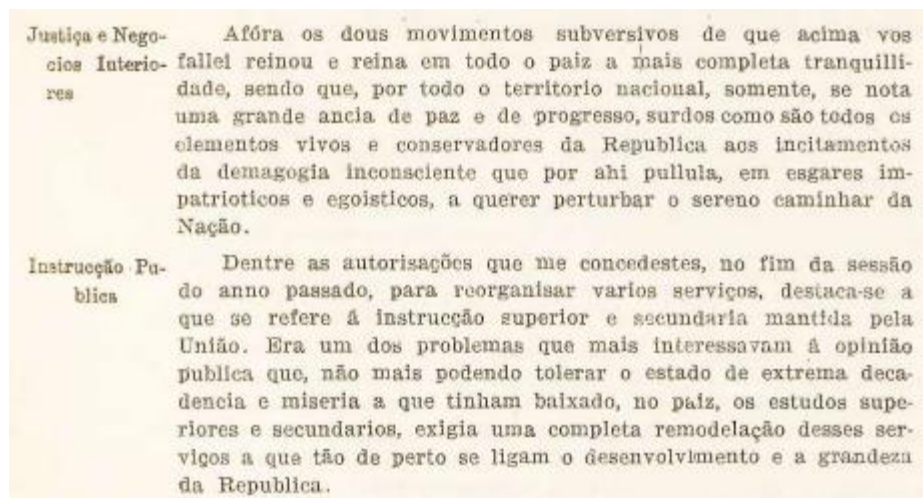 Justiça e Nego-
cios Interio-
res
Afóra os dous movimentos subversivos de que acima vos
fallei reinou e reina em todo o paiz a mais completa tranquilli-
dade, sendo que, por todo o territorio nacional, somente, se nota
uma grande ancia de paz e de progresso, surdos como são todos os
elementos vivos e conservadores da Republica aos incitamentos
da demagogia inconsciente que por ahi pullula, em esgares im-
patrioticos e egoisticos, a querer perturbar o sereno caminhar da
Nação.
Instrucção Pu-
blica
Dentre as autorisações que me concedestes, no fim da sessão
do anno passado, para reorganisar varios serviços, destaca-se a
que se refere á instrucção superior e secundaria mantida pela
União. Era um dos problemas que mais interessavam á opinião
publica que, não mais podendo tolerar o estado de extrema deca-
dencia e miseria a que tinham baixado, no paiz, os estudos supe-
riores e secundarios, exigia uma completa remodelação desses ser-
viços a que tão de perto se ligam o desenvolvimento e a grandeza
da Republica.